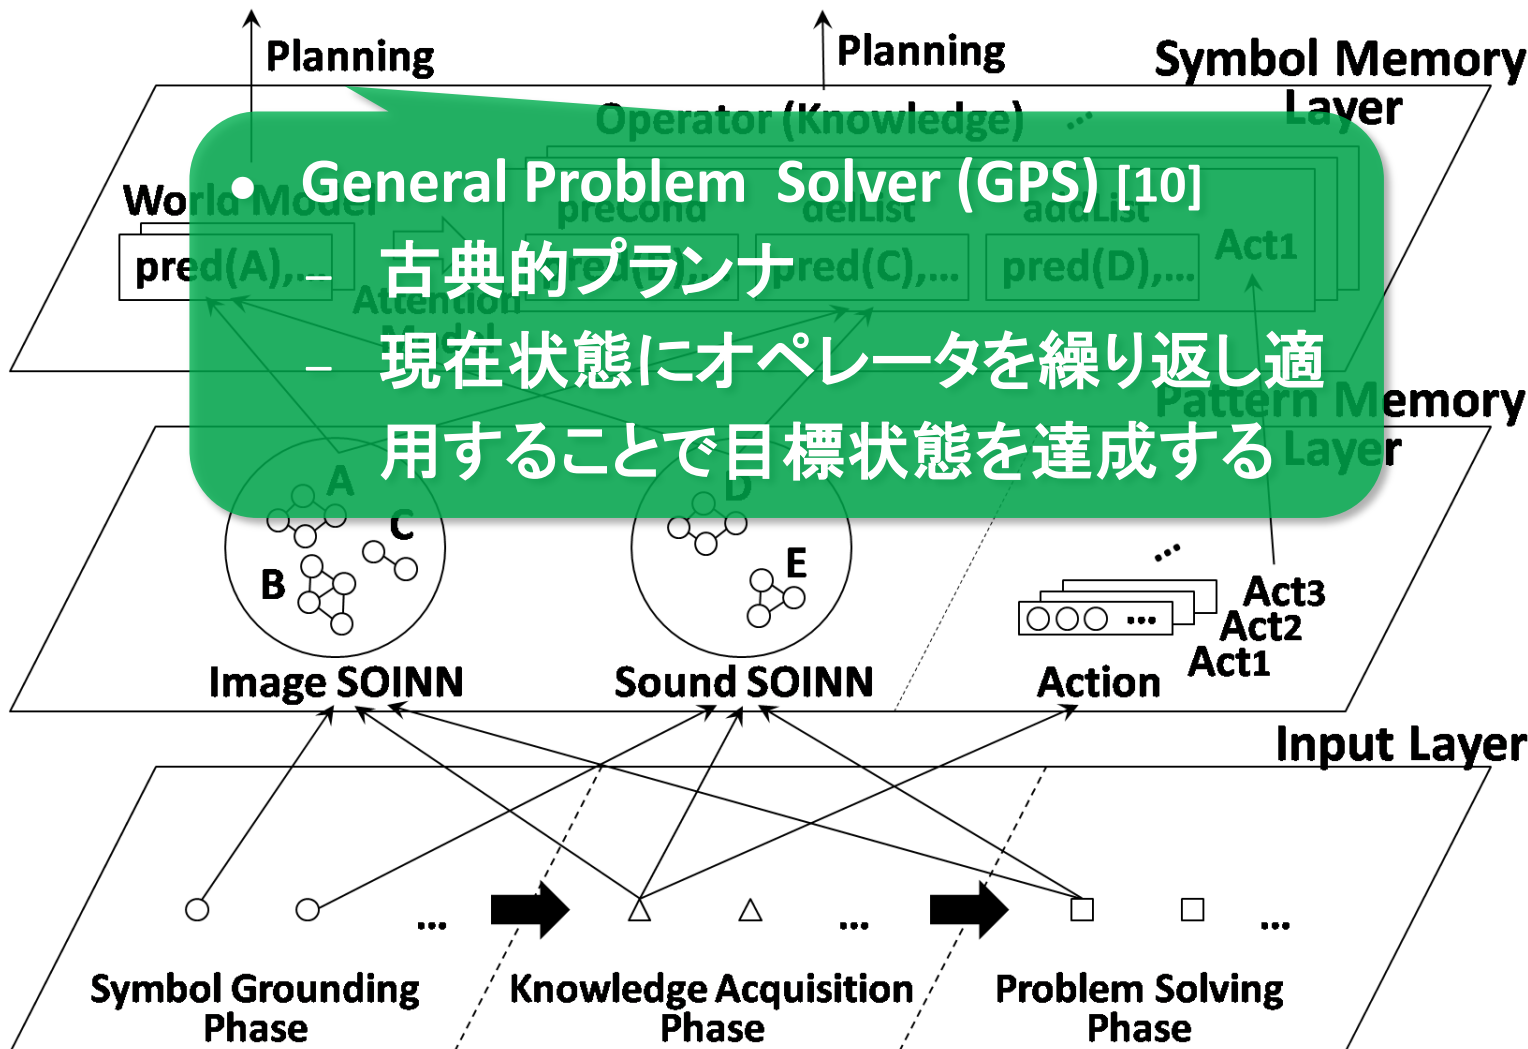 Planning
Planning
Symbol Memory
Layer
Operator (Knowledge)
...
• General Problem Solver (GPS) [10]
World Model
preCond
delList
addList
Act1
pred(A),...
pred(C),...
pred(D),...
– 古典的プランナ
Attention
Model
– 現在状態にオペレータを繰り返し適
用することで目標状態を達成する
Pattern Memory
Layer
A
C
B
D
E
...
...
Act3
Act2
Act1
Image SOINN
Sound SOINN
Action
Input Layer
...
...
...
Symbol Grounding
Phase
Knowledge Acquisition
Phase
Problem Solving
Phase